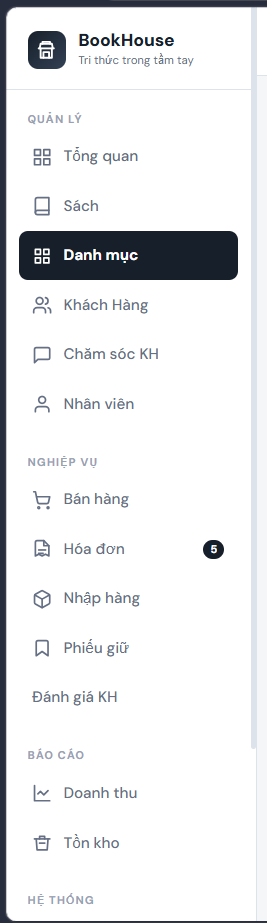 BookHouse
Tri thức trong tầm tay
QUẢN LÝ
Tổng quan
Sách
Danh mục
Khách Hàng
Chăm sóc KH
Nhân viên
NGHIỆP VỤ
Bán hàng
Hóa đơn 5
Nhập hàng
Phiếu giữ
Đánh giá KH
BÁO CÁO
Doanh thu
Tồn kho
HỆ THỐNG